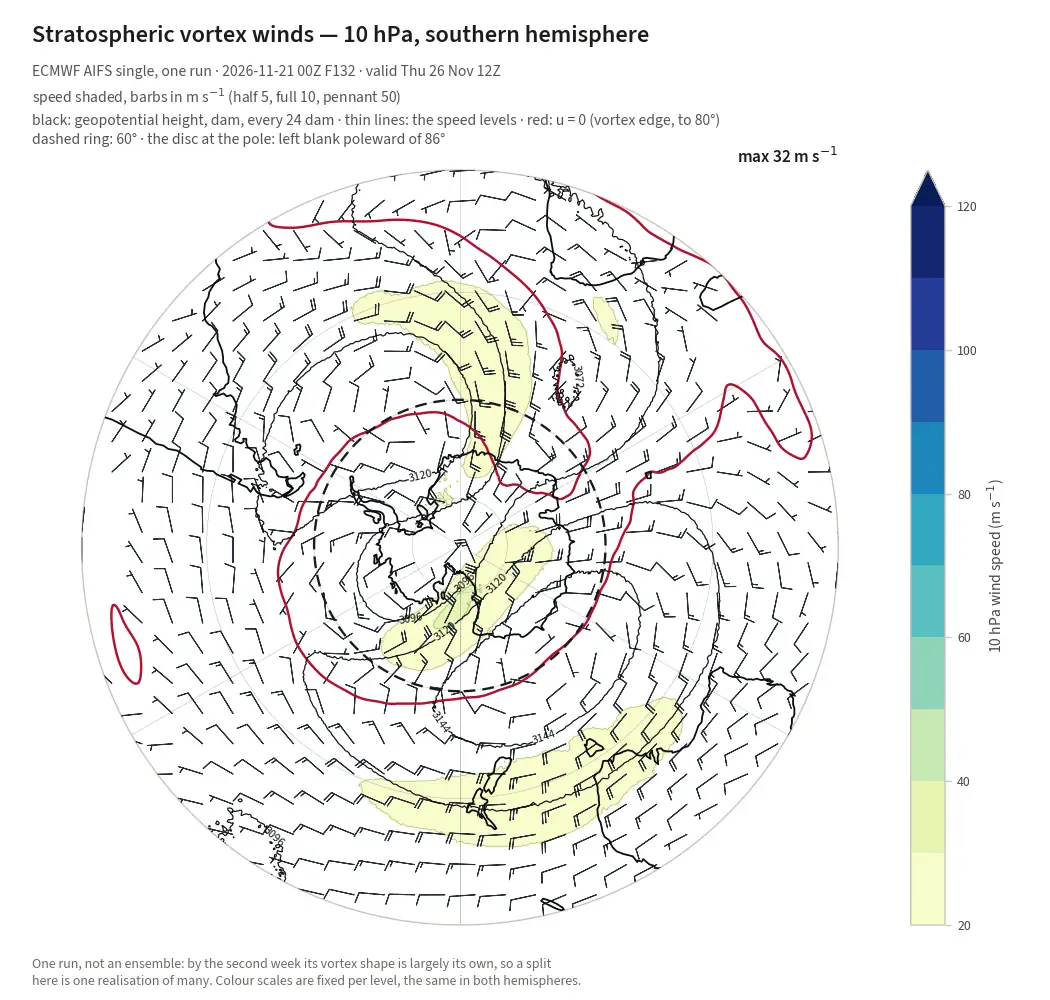 Stratospheric vortex winds — 10 hPa, southern hemisphere
ECMWF AIFS single, one run · 2026-11-21 00Z F132 · valid Thu 26 Nov 12Z
speed shaded, barbs in m s⁻¹ (half 5, full 10, pennant 50)
black: geopotential height, dam, every 24 dam · thin lines: the speed levels · red: u = 0 (vortex edge, to 80°)
dashed ring: 60° · the disc at the pole: left blank poleward of 86°
max 32 m s⁻¹
120
100
80
60
40
20
10 hPa wind speed (m s⁻¹)
3072
3120
3096
3120
3096
3120
3144
3144
3096
One run, not an ensemble: by the second week its vortex shape is largely its own, so a split
here is one realisation of many. Colour scales are fixed per level, the same in both hemispheres.